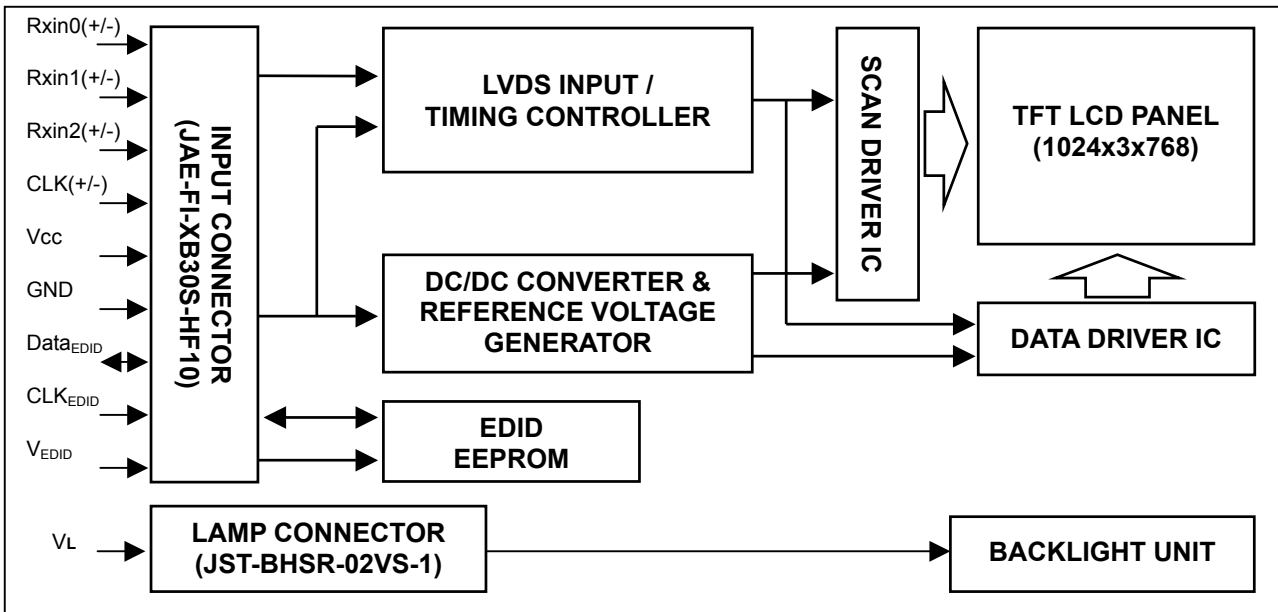 Rxin0(+/-)
Rxin1(+/-)
Rxin2(+/-)
CLK(+/-)
Vcc
GND
DataEDID
CLKEDID
VEDID
INPUT CONNECTOR
(JAE-FI-XB30S-HF10)
LVDS INPUT /
TIMING CONTROLLER
DC/DC CONVERTER &
REFERENCE VOLTAGE
GENERATOR
EDID
EEPROM
SCAN DRIVER IC
TFT LCD PANEL
(1024x3x768)
DATA DRIVER IC
VL
LAMP CONNECTOR
(JST-BHSR-02VS-1)
BACKLIGHT UNIT